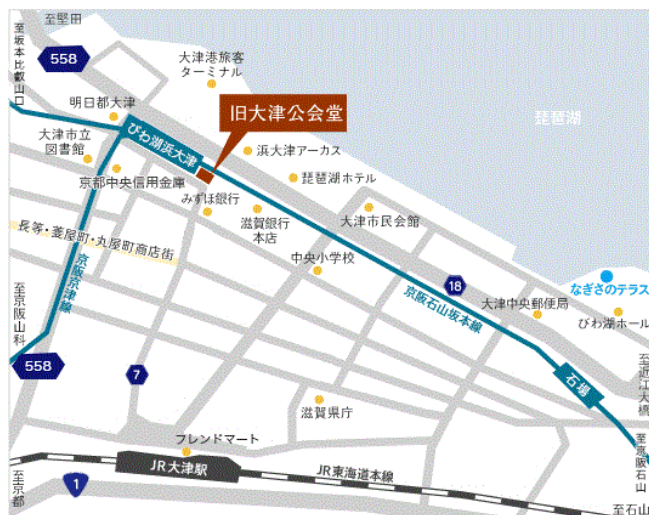 至堅田
至坂本比叡山口
558
大津港旅客
ターミナル
明日都大津
旧大津公会堂
琵琶湖
大津市立
図書館
びわ湖浜大津
浜大津アーカス
京都中央信用金庫
琵琶湖ホテル
みずほ銀行
滋賀銀行
本店
大津市民会館
長等・菱屋町・丸屋町商店街
中央小学校
京阪京津線
京阪石山坂本線
18
なぎさのテラス
大津中央郵便局
びわ湖ホール
至京阪山科
558
7
石場
至近江大橋
滋賀県庁
フレンドマート
JR大津駅
JR東海道本線
至京阪石山
至京都
1
至石山